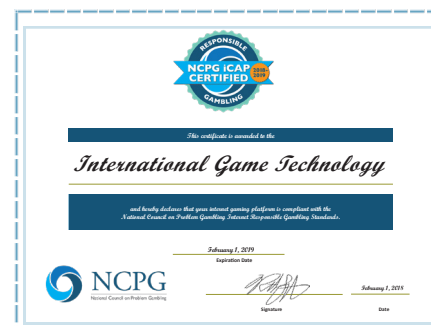 RESPONSIBLE
NCPG iCAP
CERTIFIED
2018-
2019
GAMBLING
This certificate is awarded to the
International Game Technology
and hereby declares that your internet gaming platform is compliant with the
National Council on Problem Gambling Internet Responsible Gambling Standards.
February 1, 2019
Expiration Date
NCPG
National Council on Problem Gambling
Signature
February 1, 2018
Date